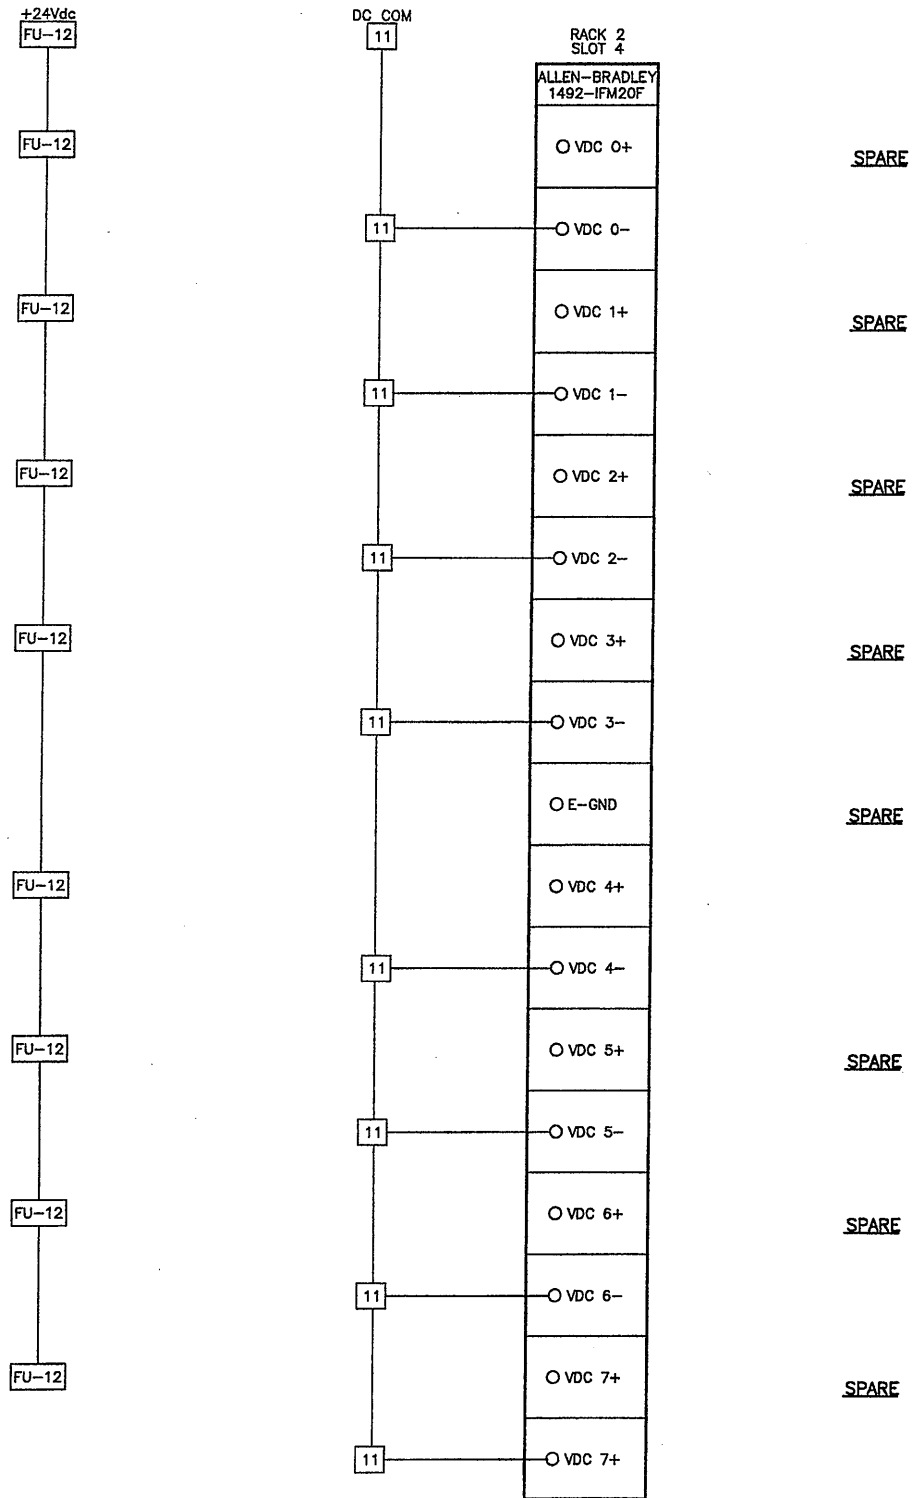 +24Vdc
DC COM
FU-12
11
RACK 2
SLOT 4
ALLEN-BRADLEY
1492-IFM20F
FU-12
VDC 0+
SPARE
11
VDC 0-
FU-12
VDC 1+
SPARE
11
VDC 1-
FU-12
VDC 2+
SPARE
11
VDC 2-
FU-12
VDC 3+
SPARE
11
VDC 3-
E-GND
SPARE
FU-12
VDC 4+
11
VDC 4-
FU-12
VDC 5+
SPARE
11
VDC 5-
FU-12
VDC 6+
SPARE
11
VDC 6-
FU-12
VDC 7+
SPARE
11
VDC 7+